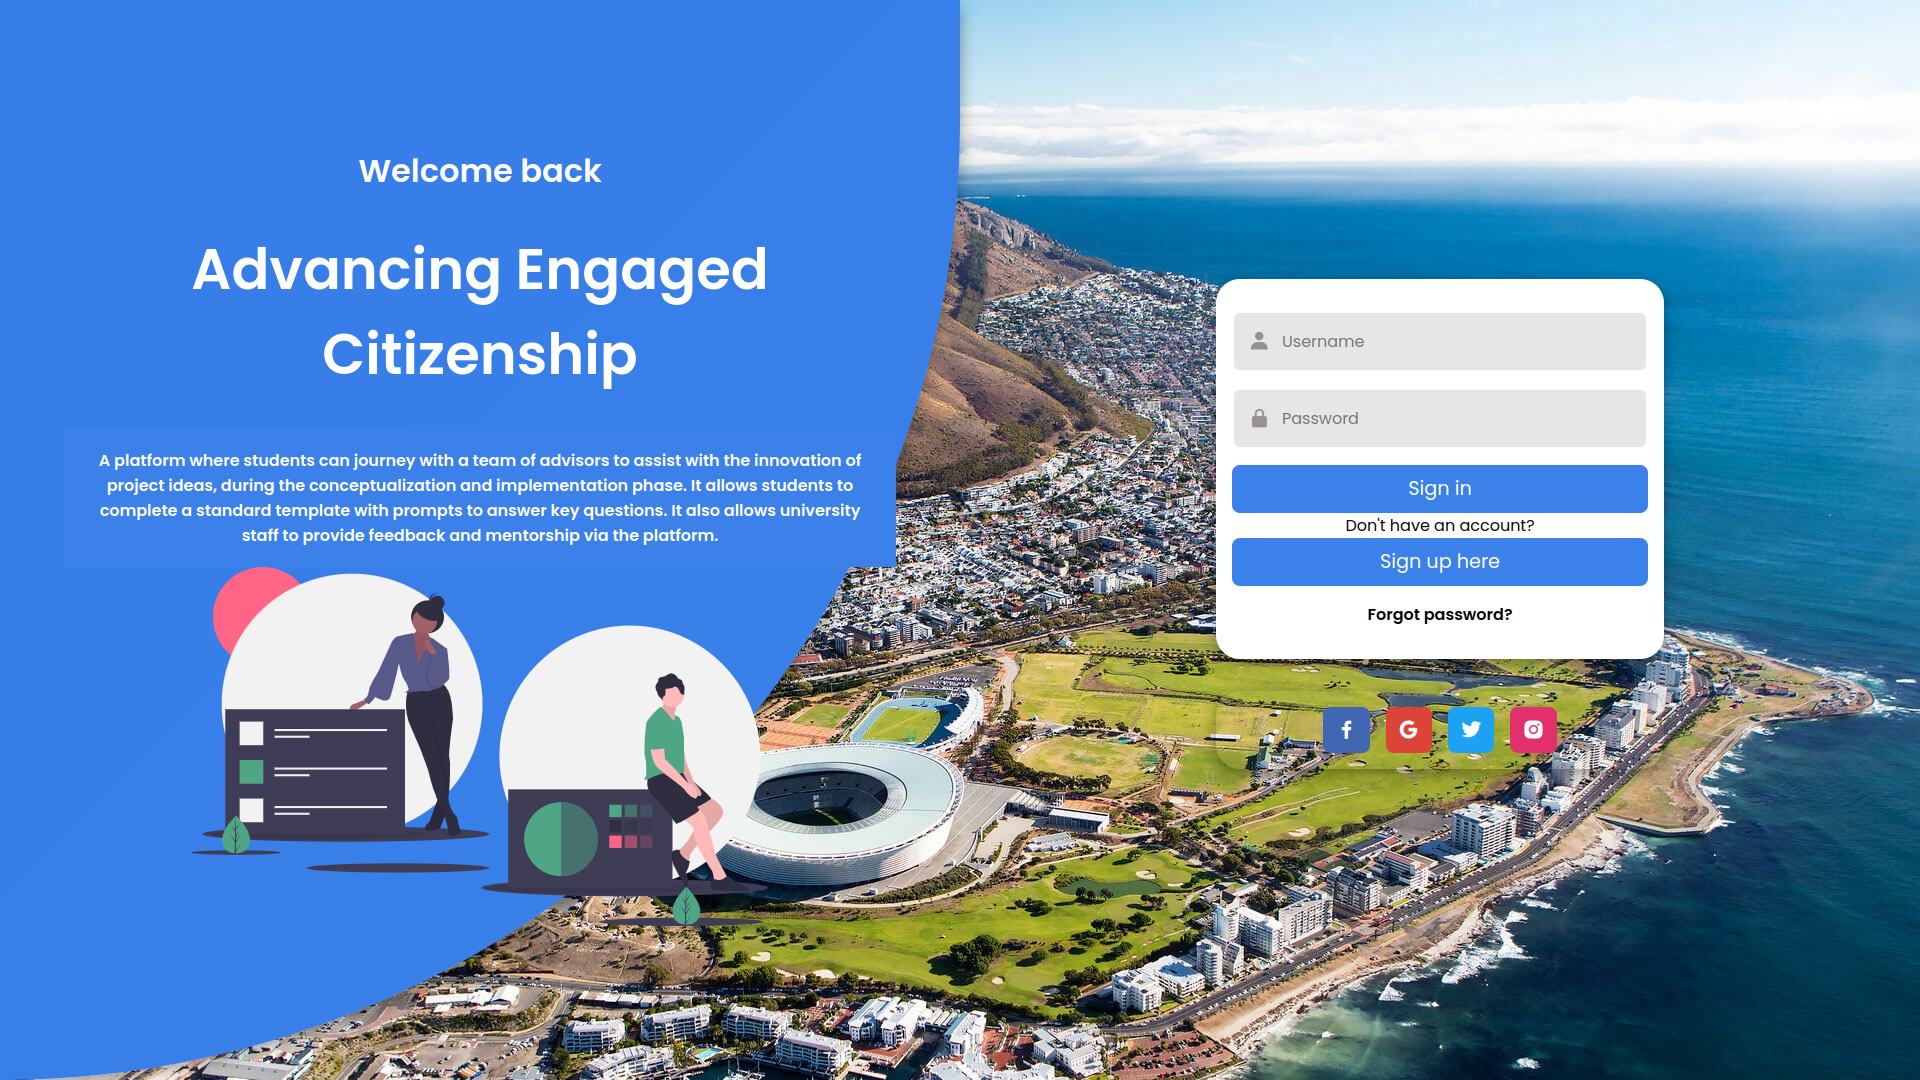 Welcome back
Advancing Engaged
Citizenship
A platform where students can journey with a team of advisors to assist with the innovation of
project ideas, during the conceptualization and implementation phase. It allows students to
complete a standard template with prompts to answer key questions. It also allows university
staff to provide feedback and mentorship via the platform.
Username
Password
Sign in
Don't have an account?
Sign up here
Forgot password?